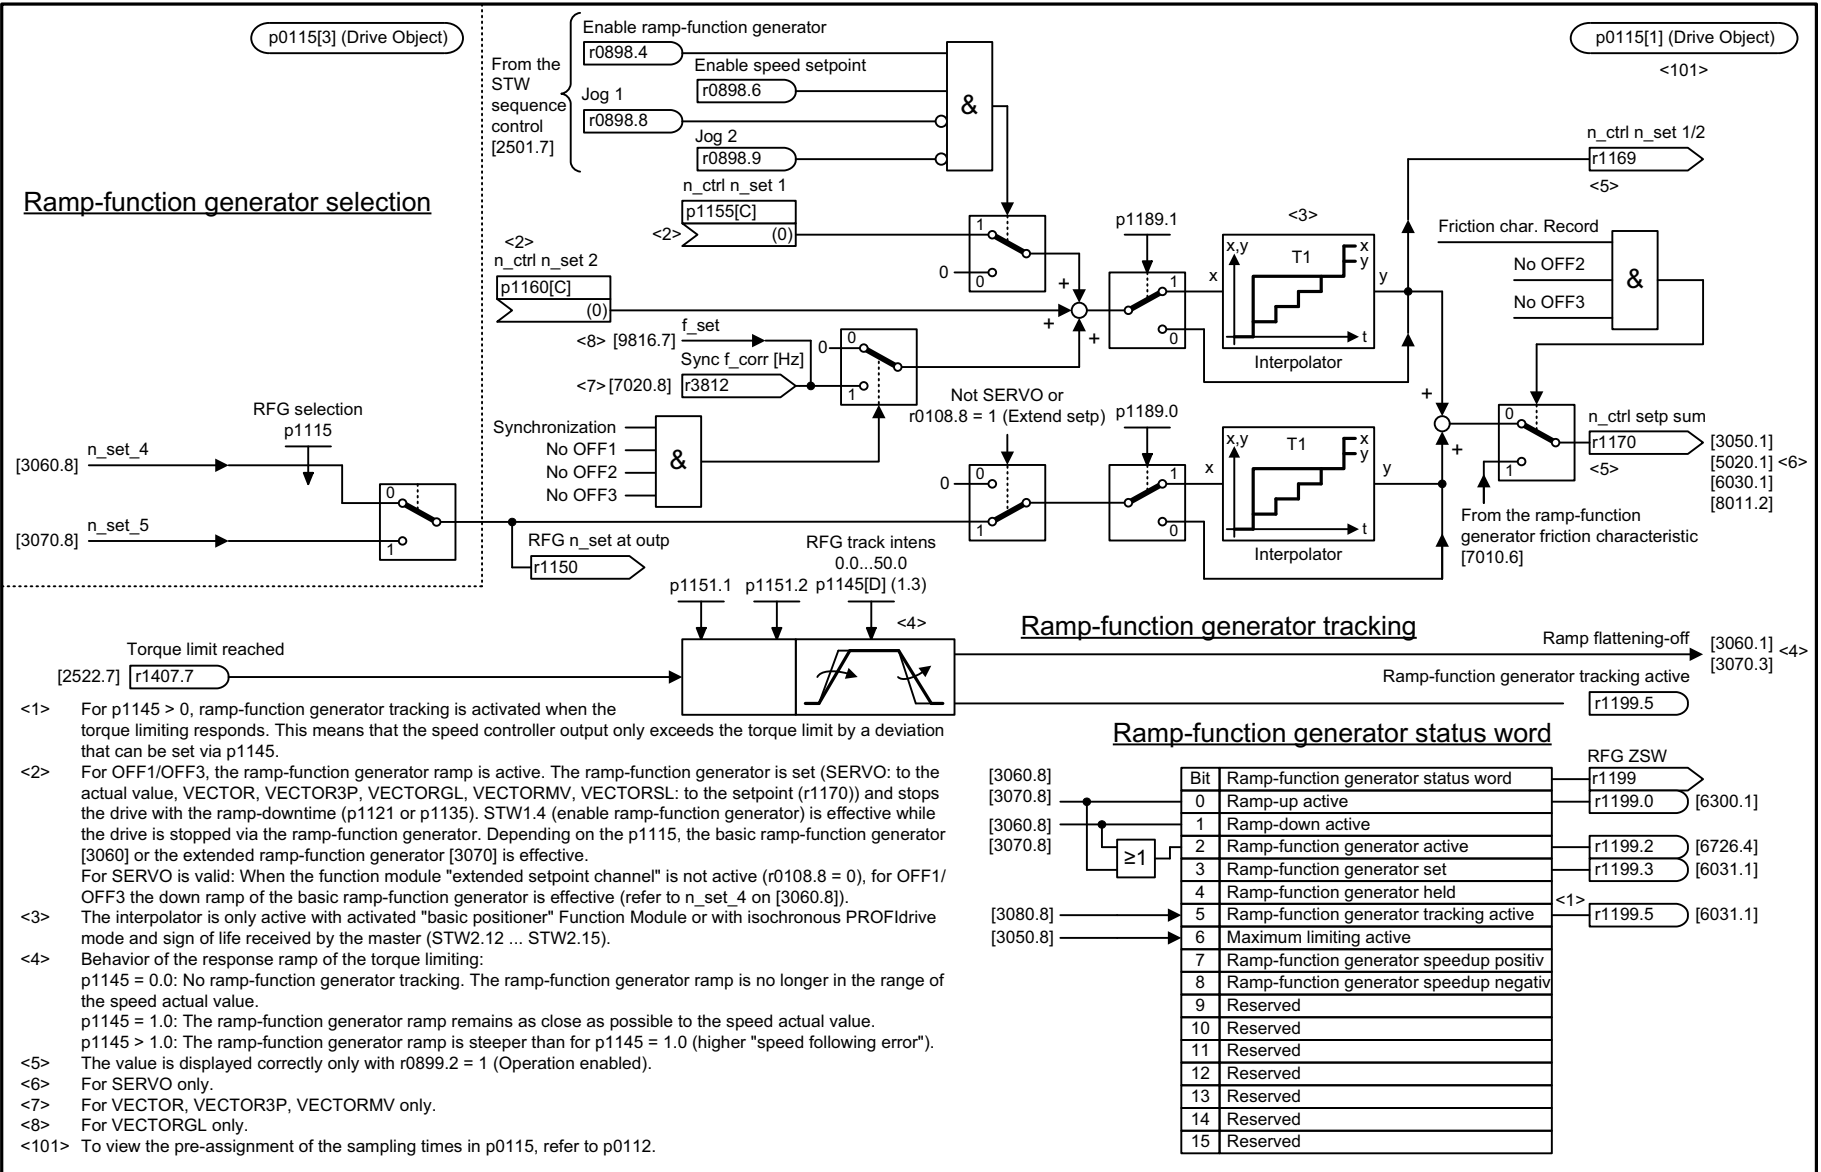 p0115[3] (Drive Object)
Ramp-function generator selection
From the
STW
sequence
control
[2501.7]
Enable ramp-function generator
r0898.4
Enable speed setpoint
r0898.6
Jog 1
r0898.8
Jog 2
r0898.9
&
p0115[1] (Drive Object)
<101>
n_ctrl n_set 1/2
r1169
<5>
n_ctrl n_set 1
p1155[C]
<2>
(0)
1
0
0
<2>
n_ctrl n_set 2
p1160[C]
(0)
+
+
+
p1189.1
1
0
<3>
x
x,y
T1
x
y
t
y
Interpolator
Friction char. Record
No OFF2
No OFF3
&
<8> [9816.7]
f_set
Sync f_corr [Hz]
<7> [7020.8]
r3812
0
0
1
Synchronization
No OFF1
No OFF2
No OFF3
&
Not SERVO or
r0108.8 = 1 (Extend setp)
0
0
1
p1189.0
1
0
x
x,y
T1
x
y
t
y
Interpolator
+
+
0
1
n_ctrl setp sum
r1170
<5>
[3050.1]
[5020.1] <6>
[6030.1]
[8011.2]
From the ramp-function
generator friction characteristic
[7010.6]
RFG selection
p1115
[3060.8]
n_set_4
[3070.8]
n_set_5
0
1
RFG n_set at outp
r1150
RFG track intens
0.0...50.0
p1151.1
p1151.2
p1145[D] (1.3)
<4>
Ramp-function generator tracking
Torque limit reached
[2522.7]
r1407.7
Ramp flattening-off
[3060.1] <4>
[3070.3]
Ramp-function generator tracking active
r1199.5
<1> For p1145 > 0, ramp-function generator tracking is activated when the
torque limiting responds. This means that the speed controller output only exceeds the torque limit by a deviation
that can be set via p1145.
<2> For OFF1/OFF3, the ramp-function generator ramp is active. The ramp-function generator is set (SERVO: to the
actual value, VECTOR, VECTOR3P, VECTORGL, VECTORMV, VECTORSL: to the setpoint (r1170)) and stops
the drive with the ramp-downtime (p1121 or p1135). STW1.4 (enable ramp-function generator) is effective while
the drive is stopped via the ramp-function generator. Depending on the p1115, the basic ramp-function generator
[3060] or the extended ramp-function generator [3070] is effective.
For SERVO is valid: When the function module "extended setpoint channel" is not active (r0108.8 = 0), for OFF1/
OFF3 the down ramp of the basic ramp-function generator is effective (refer to n_set_4 on [3060.8]).
<3> The interpolator is only active with activated "basic positioner" Function Module or with isochronous PROFIdrive
mode and sign of life received by the master (STW2.12 ... STW2.15).
<4> Behavior of the response ramp of the torque limiting:
p1145 = 0.0: No ramp-function generator tracking. The ramp-function generator ramp is no longer in the range of
the speed actual value.
p1145 = 1.0: The ramp-function generator ramp remains as close as possible to the speed actual value.
p1145 > 1.0: The ramp-function generator ramp is steeper than for p1145 = 1.0 (higher "speed following error").
<5> The value is displayed correctly only with r0899.2 = 1 (Operation enabled).
<6> For SERVO only.
<7> For VECTOR, VECTOR3P, VECTORMV only.
<8> For VECTORGL only.
<101> To view the pre-assignment of the sampling times in p0115, refer to p0112.
Ramp-function generator status word
RFG ZSW
[3060.8]
[3070.8]
[3060.8]
[3070.8]
≥1
[3080.8]
[3050.8]
Bit Ramp-function generator status word r1199
0 Ramp-up active r1199.0 [6300.1]
1 Ramp-down active
2 Ramp-function generator active r1199.2 [6726.4]
3 Ramp-function generator set r1199.3 [6031.1]
4 Ramp-function generator held
<1>
5 Ramp-function generator tracking active r1199.5 [6031.1]
6 Maximum limiting active
7 Ramp-function generator speedup positiv
8 Ramp-function generator speedup negativ
9 Reserved
10 Reserved
11 Reserved
12 Reserved
13 Reserved
14 Reserved
15 Reserved